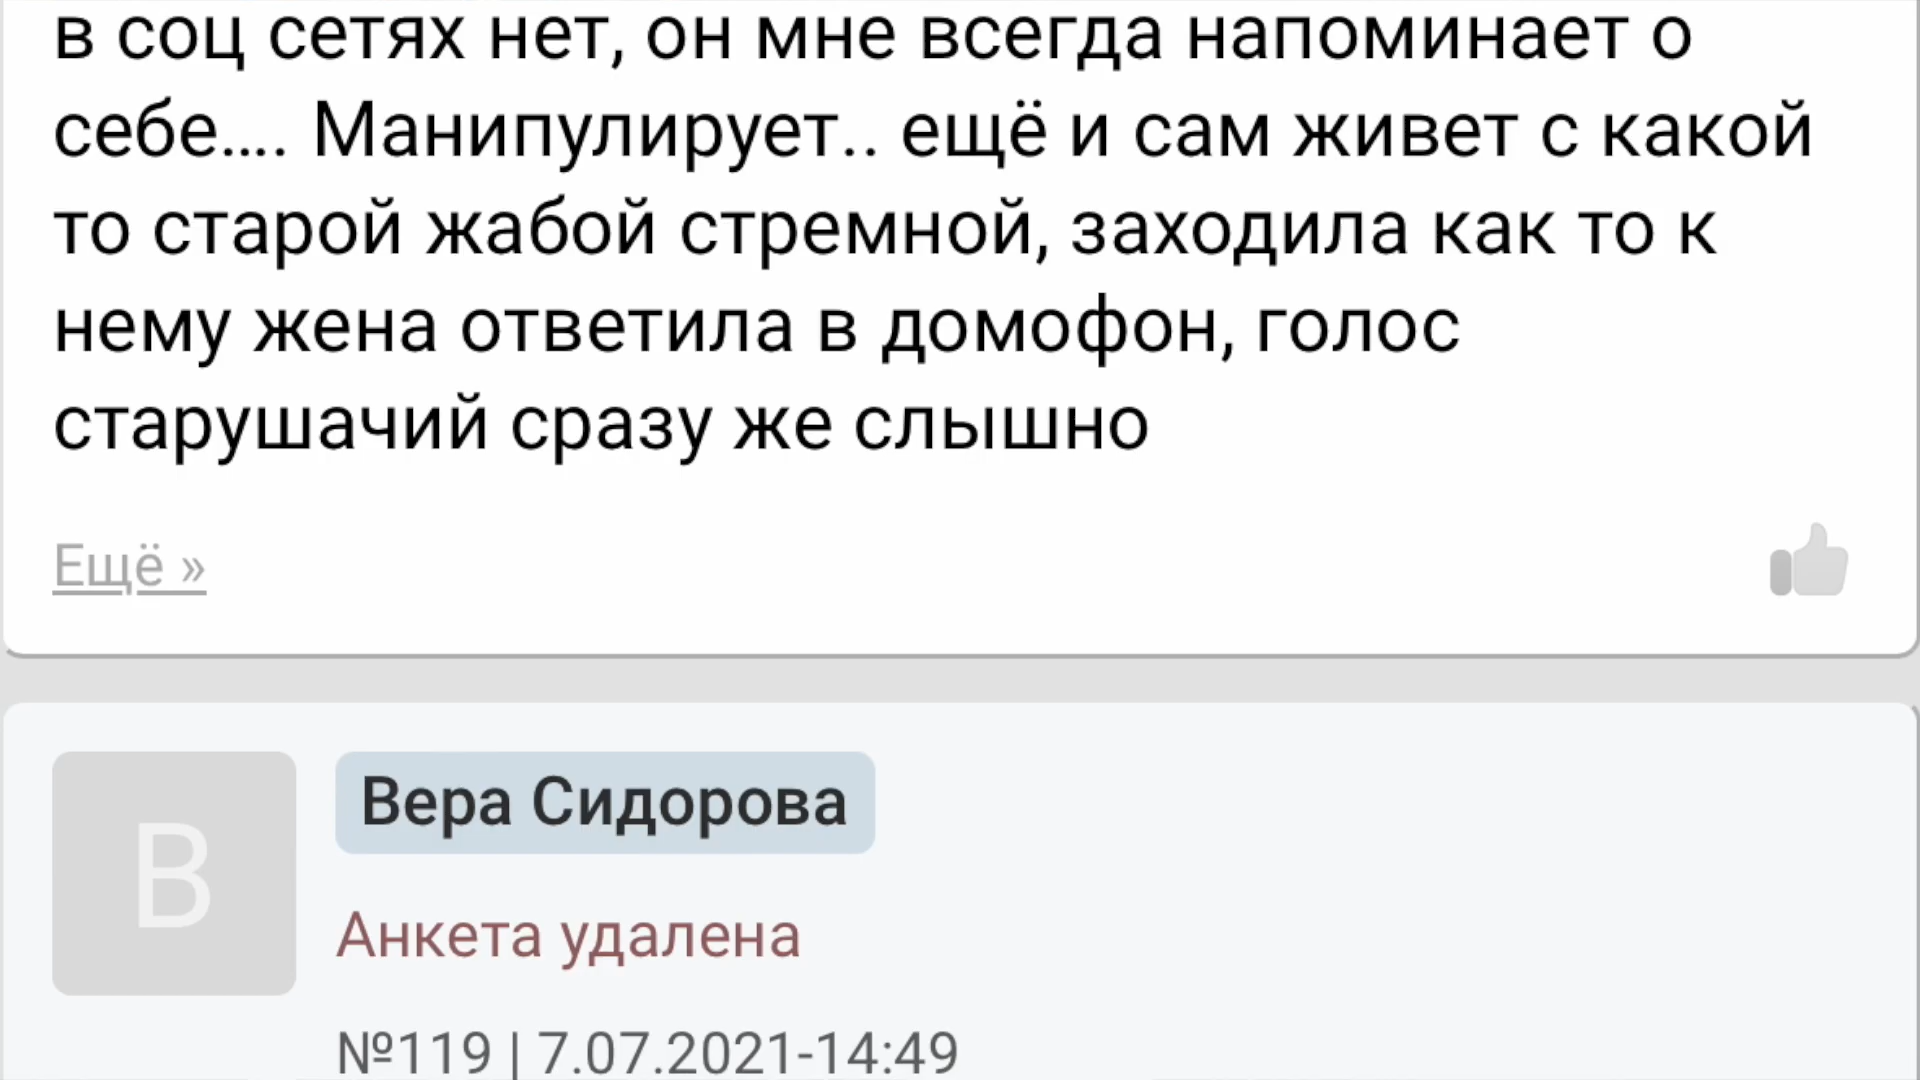 в соц сетях нет, он мне всегда напоминает о
себе.... Манипулирует.. ещё и сам живет с какой
то старой жабой стремной, заходила как то к
нему жена ответила в домофон, голос
старушачий сразу же слышно
Ещё »
В
Вера Сидорова
Анкета удалена
№119 | 7.07.2021-14:49